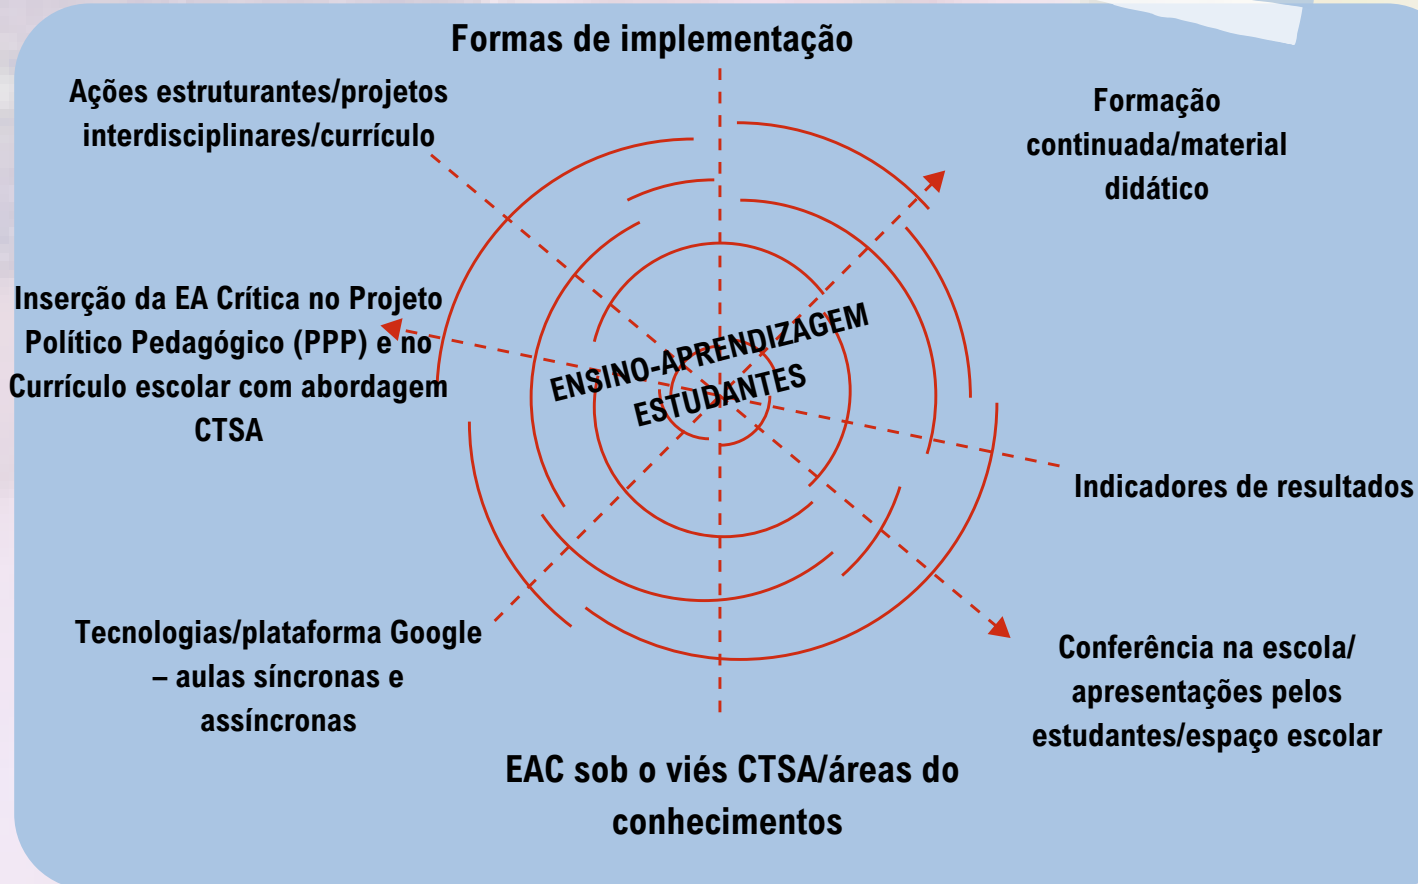 Formas de implementação
Ações estruturantes/projetos
interdisciplinares/currículo
Formação
continuada/material
didático
Inserção da EA Crítica no Projeto
Político Pedagógico (PPP) e no
Currículo escolar com abordagem
CTSA
ENSINO-APRENDIZAGEM
ESTUDANTES
Indicadores de resultados
Tecnologias/plataforma Google
– aulas síncronas e
assíncronas
Conferência na escola/
apresentações pelos
estudantes/espaço escolar
EAC sob o viés CTSA/áreas do
conhecimentos